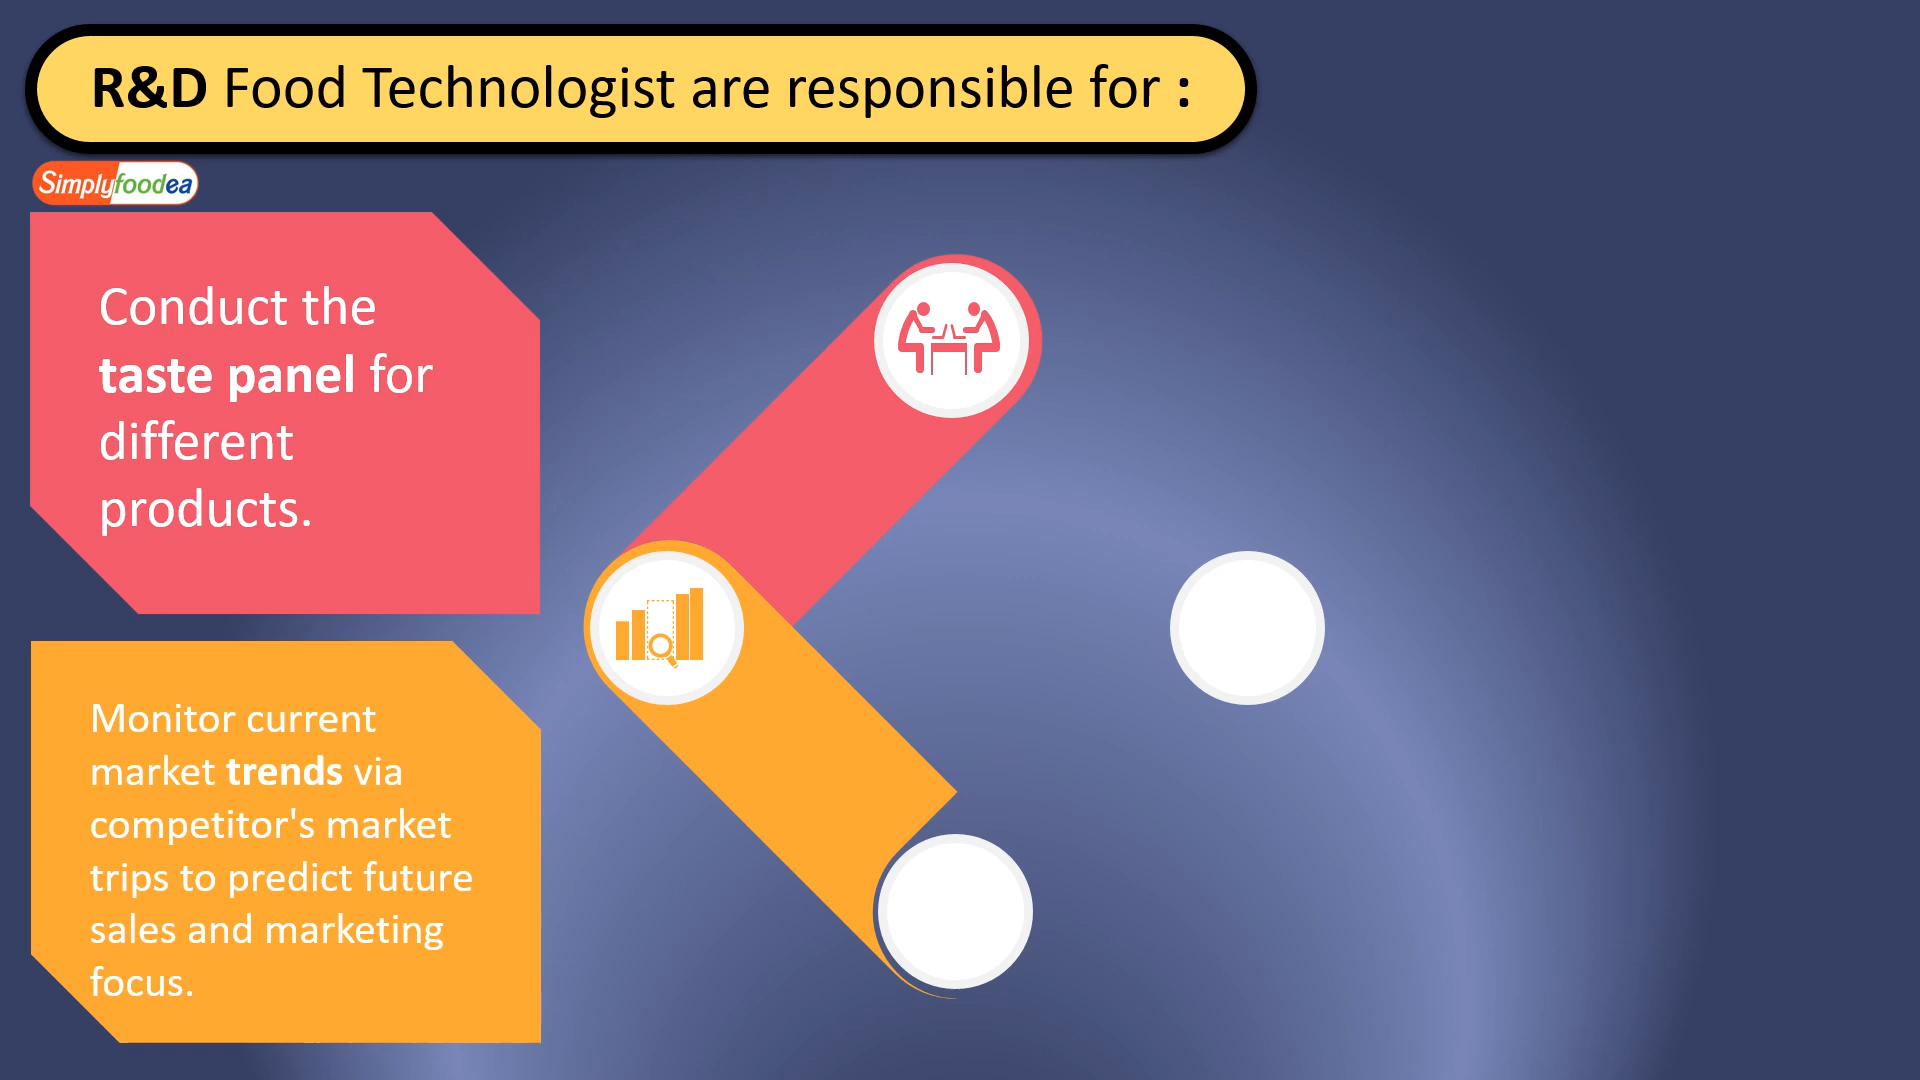 R&D Food Technologist are responsible for :
Simplyfoodea
Conduct the
taste panel for
different
products.
Monitor current
market trends via
competitor's market
trips to predict future
sales and marketing
focus.